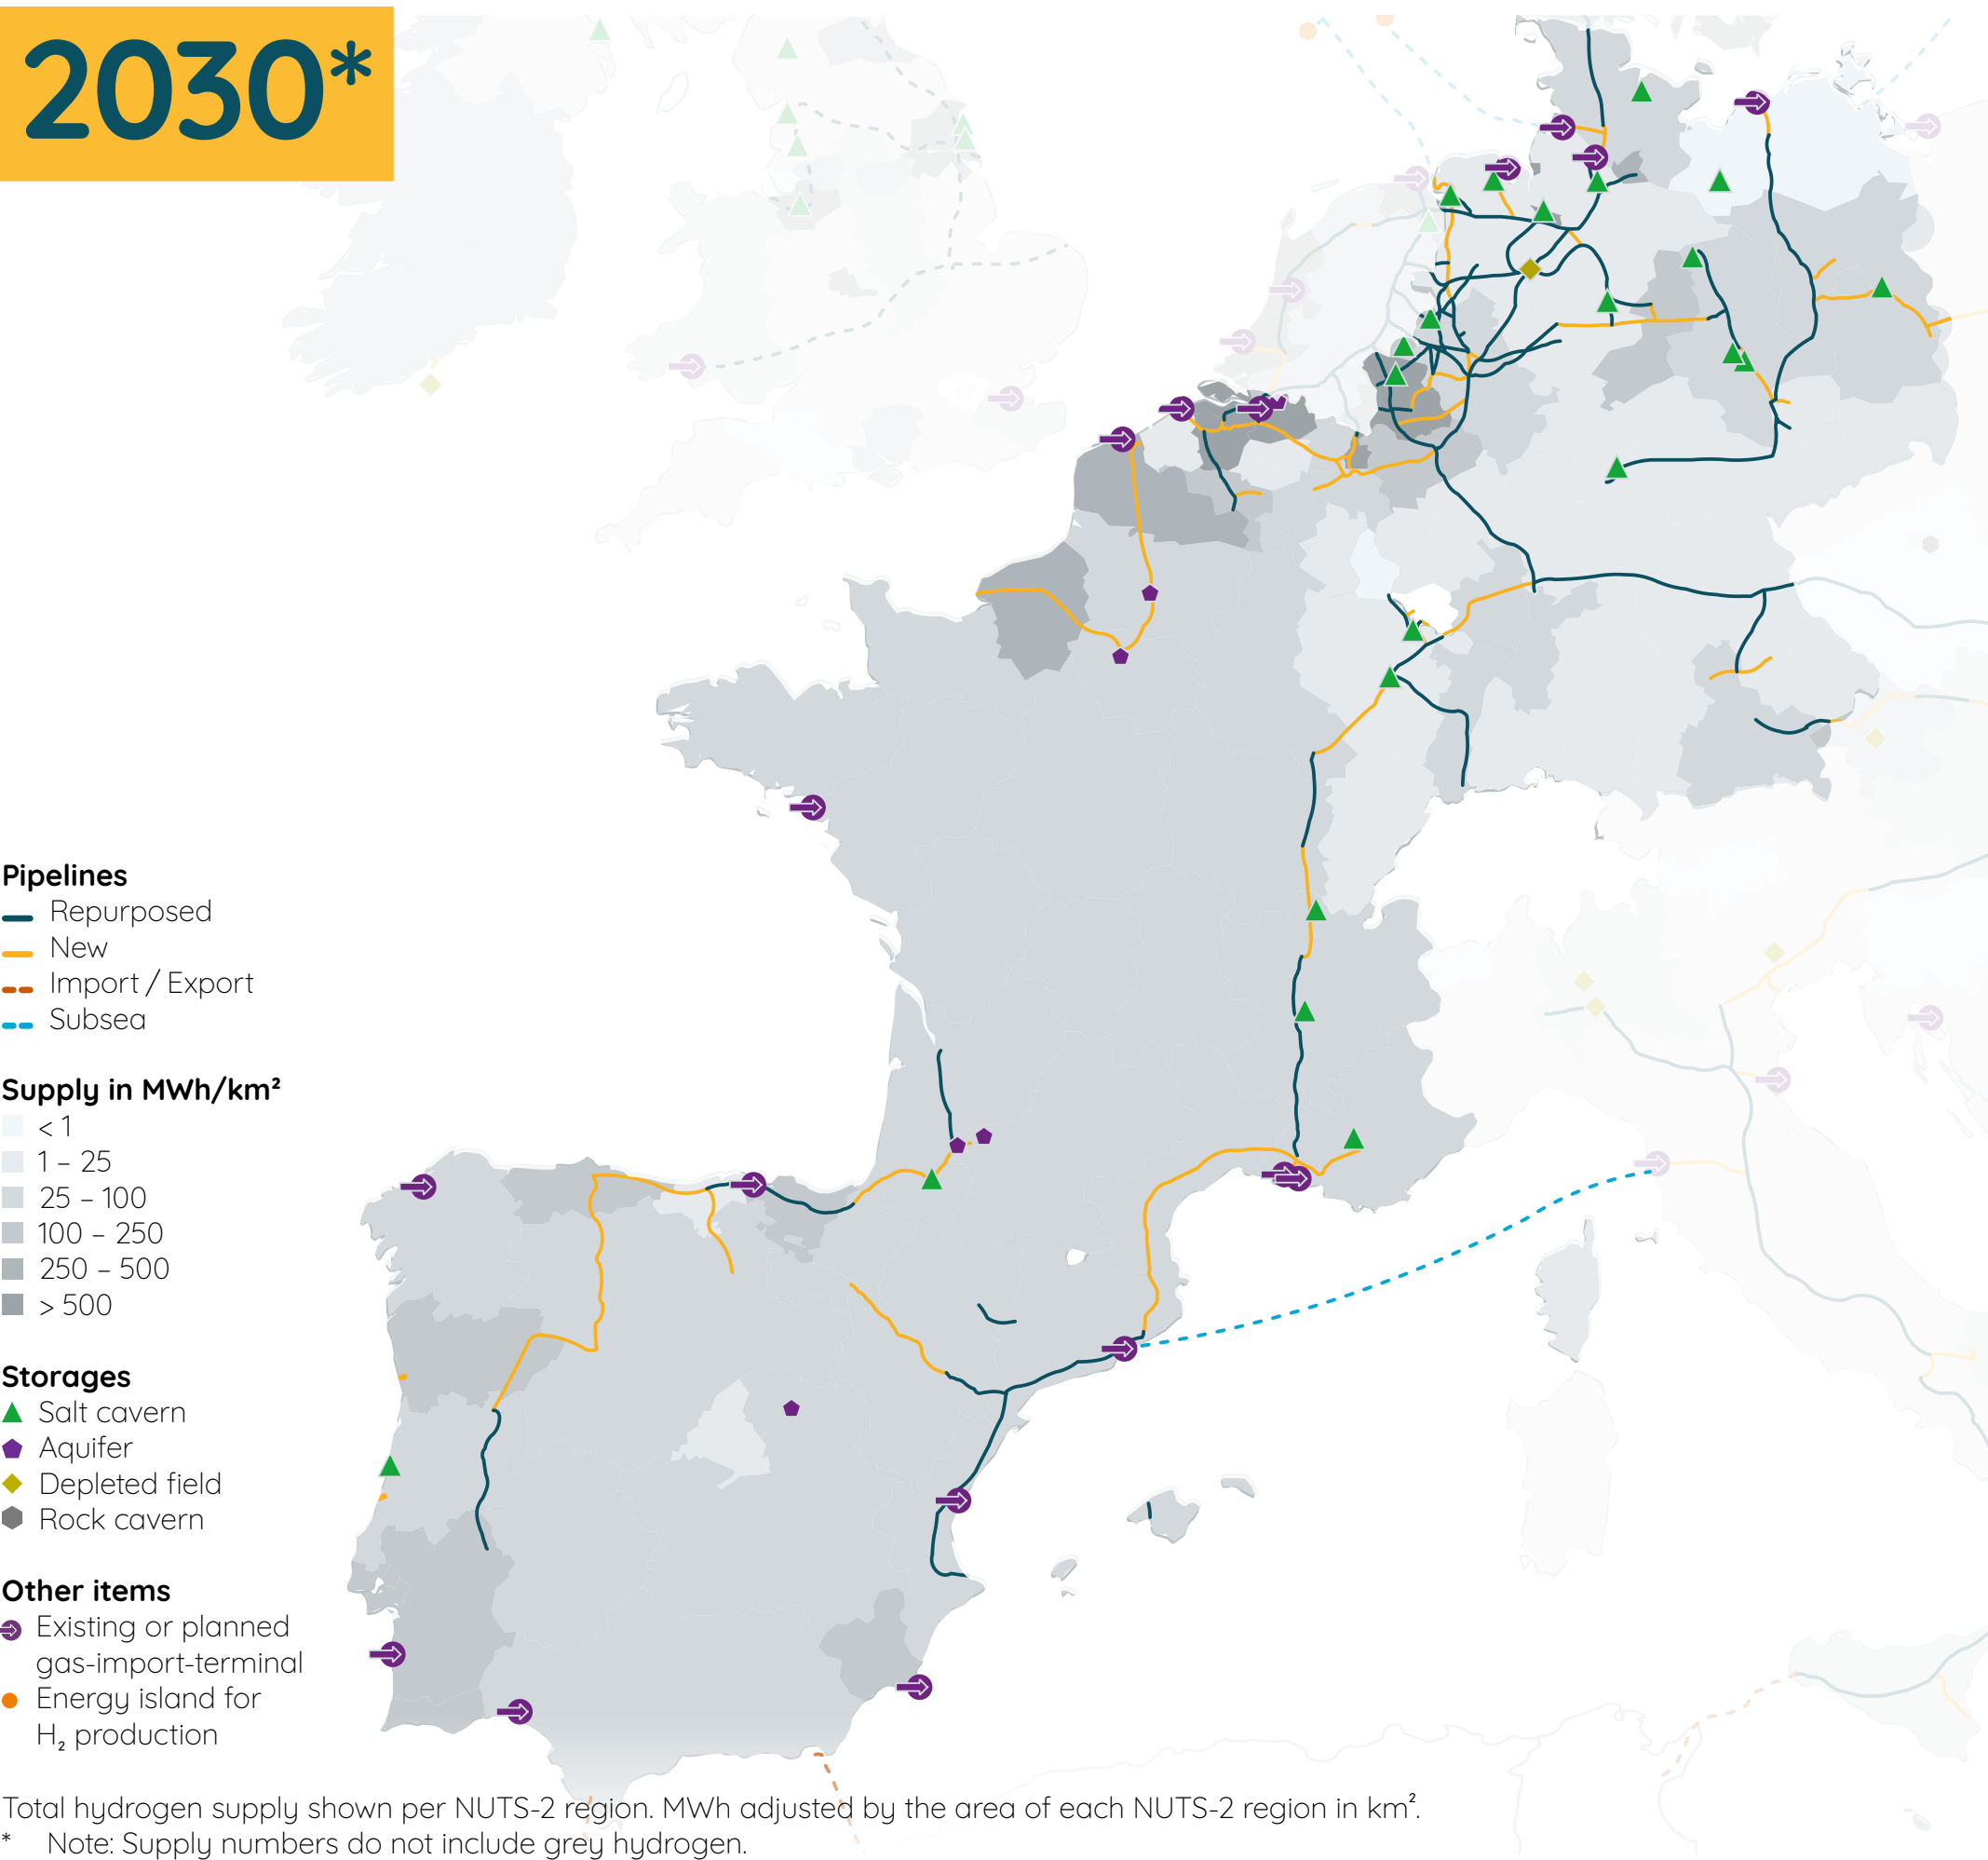 2030*
Pipelines
Repurposed
New
Import / Export
Subsea
Supply in MWh/km²
< 1
1 – 25
25 – 100
100 – 250
250 – 500
> 500
Storages
Salt cavern
Aquifer
Depleted field
Rock cavern
Other items
Existing or planned
gas-import-terminal
Energy island for
H₂ production
Total hydrogen supply shown per NUTS-2 region. MWh adjusted by the area of each NUTS-2 region in km².
* Note: Supply numbers do not include grey hydrogen.